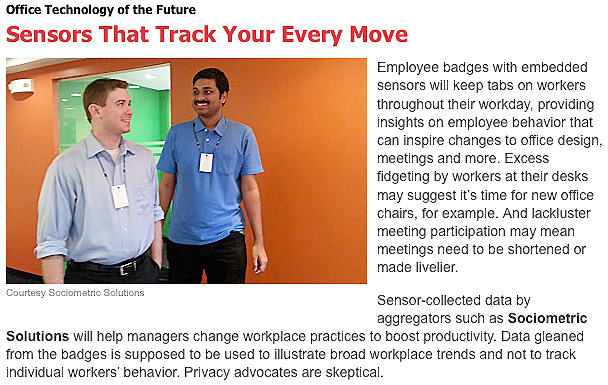 Office Technology of the Future
Sensors That Track Your Every Move
Employee badges with embedded
sensors will keep tabs on workers
throughout their workday, providing
insights on employee behavior that
can inspire changes to office design,
meetings and more. Excess
fidgeting by workers at their desks
may suggest it's time for new office
chairs, for example. And lackluster
meeting participation may mean
meetings need to be shortened or
made livelier.
Courtesy Sociometric Solutions
Sensor-collected data by
aggregators such as Sociometric
Solutions will help managers change workplace practices to boost productivity. Data gleaned
from the badges is supposed to be used to illustrate broad workplace trends and not to track
individual workers' behavior. Privacy advocates are skeptical.